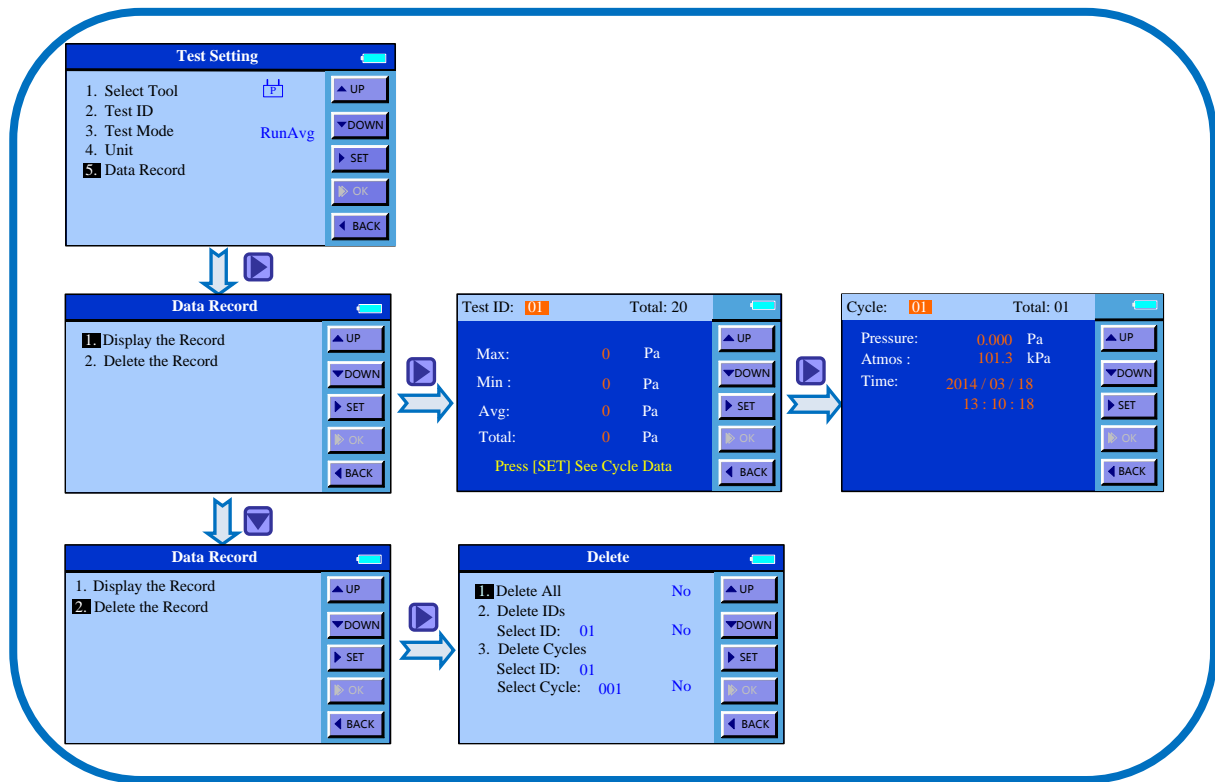 Test Setting
1. Select Tool P
2. Test ID
3. Test Mode RunAvg
4. Unit
5. Data Record
UP
DOWN
SET
OK
BACK
Data Record
1. Display the Record
2. Delete the Record
UP
DOWN
SET
OK
BACK
Test ID: 01 Total: 20
Max: 0 Pa
Min : 0 Pa
Avg: 0 Pa
Total: 0 Pa
Press [SET] See Cycle Data
UP
DOWN
SET
OK
BACK
Cycle: 01 Total: 01
Pressure: 0.000 Pa
Atmos : 101.3 kPa
Time: 2014 / 03 / 18
13 : 10 : 18
UP
DOWN
SET
OK
BACK
Data Record
1. Display the Record
2. Delete the Record
UP
DOWN
SET
OK
BACK
Delete
1. Delete All No
2. Delete IDs
Select ID: 01 No
3. Delete Cycles
Select ID: 01
Select Cycle: 001 No
UP
DOWN
SET
OK
BACK